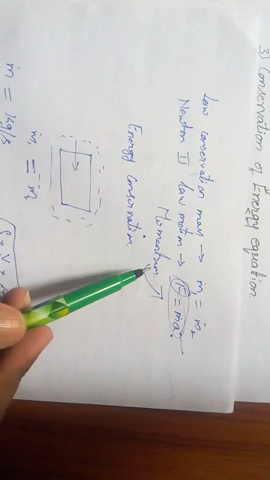 3) Conservation of Energy equation
Law conservation mass → ṁ₁ = ṁ₂
Newton II law motn → F = ma
Momentum
Energy conservation.
ṁ₁ = ṁ₂
ṁ = kg/s